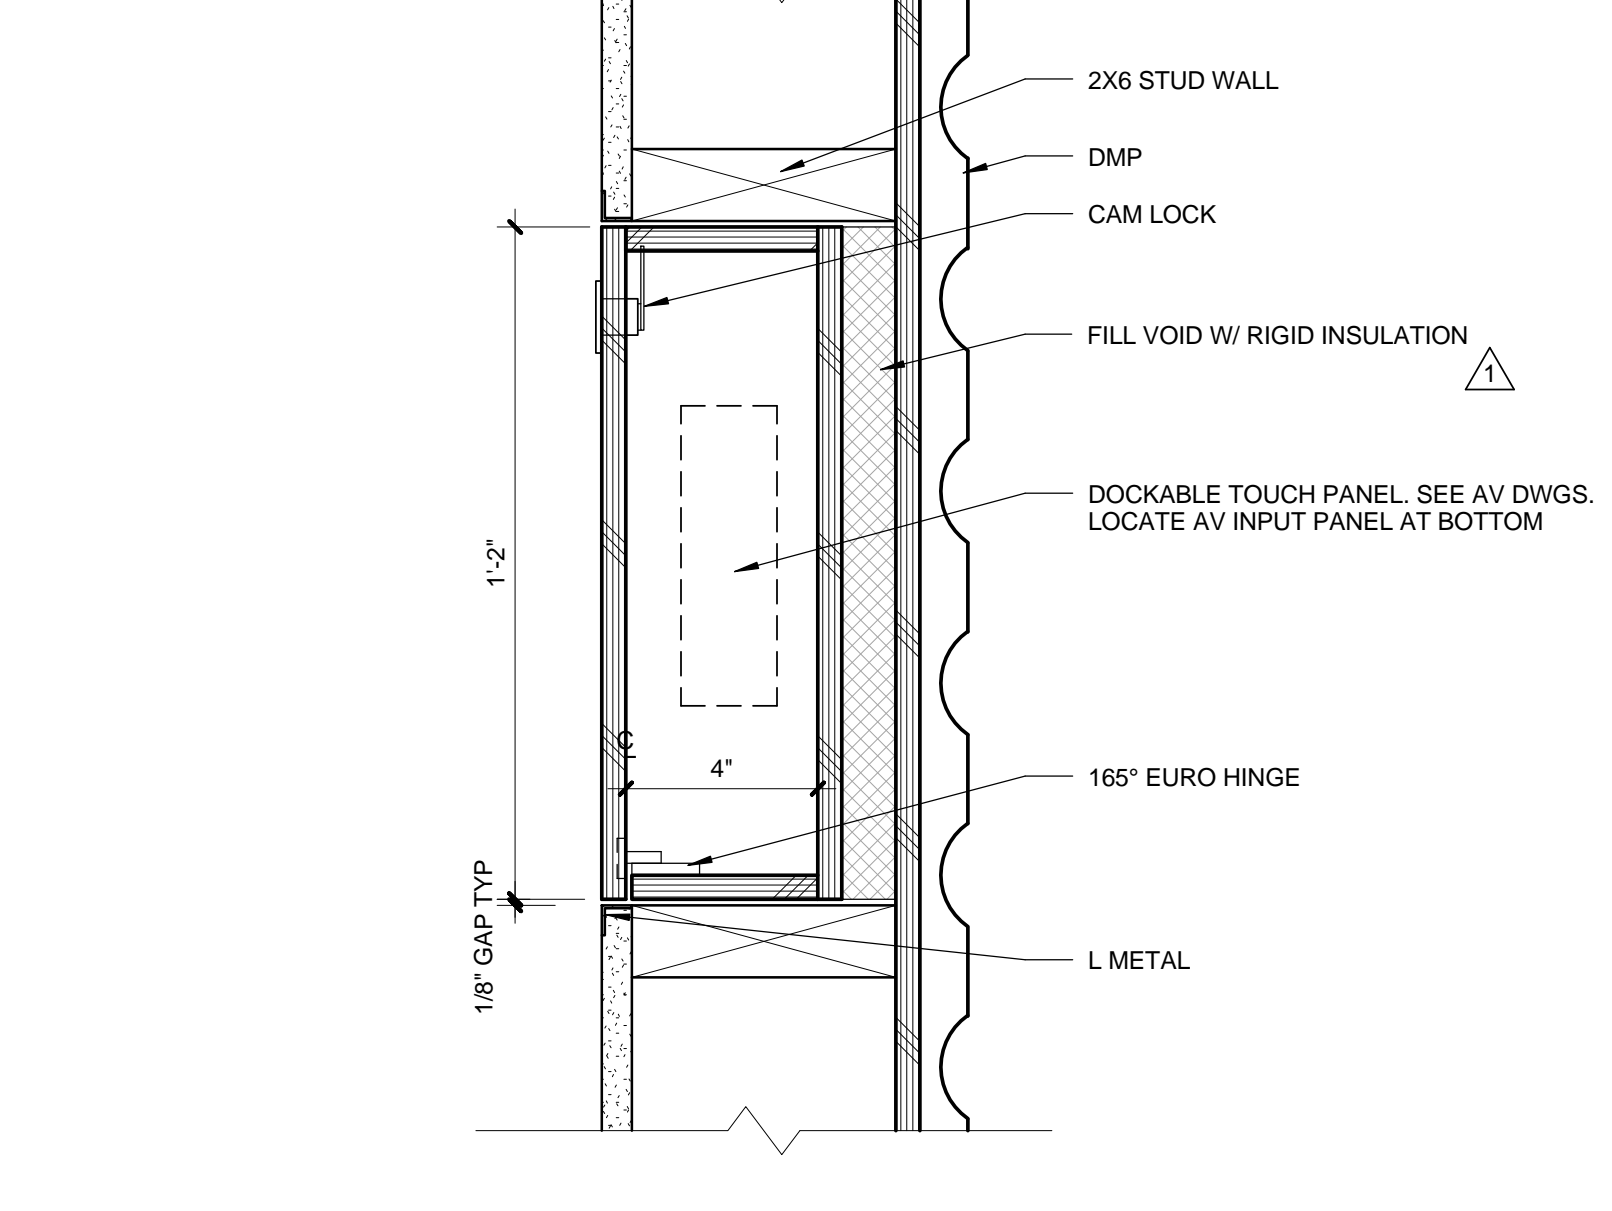 2X6 STUD WALL
DMP
CAM LOCK
FILL VOID W/ RIGID INSULATION
1
DOCKABLE TOUCH PANEL. SEE AV DWGS.
LOCATE AV INPUT PANEL AT BOTTOM
1'-2"
CL
4"
165° EURO HINGE
1/8" GAP TYP
L METAL